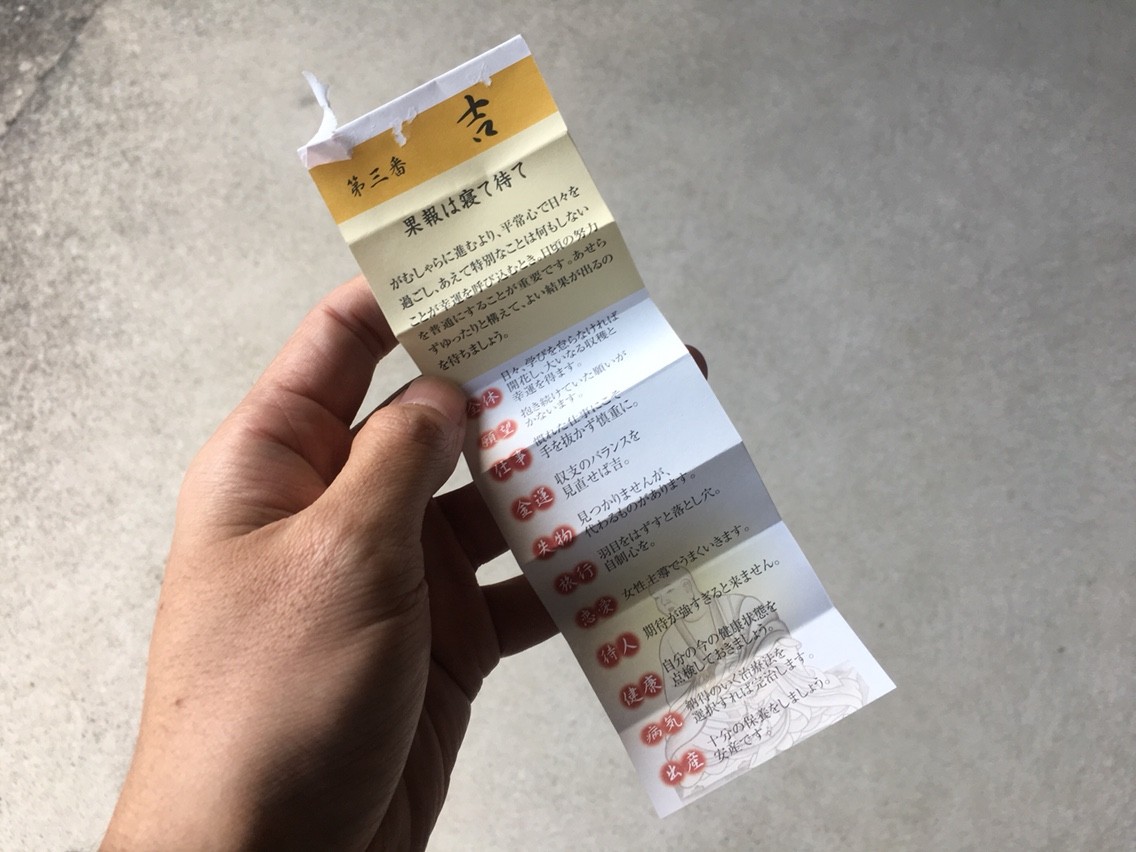 吉
第三番
果報は寝て待て
がむしゃらに進むより、平常心で日々を
過ごし、あえて特別なことは何もしない
ことが幸運を呼び込むとき。日頃の努力
を普通にすることが重要です。あせら
ずゆったりと構えて、よい結果が出るの
を待ちましょう。
全体
日々、学びを怠らなければ
開花し、大いなる収穫と
幸運を得ます。
願望
抱き続けていた願いが
かないます。
仕事
慣れた仕事にこそ
手を抜かず慎重に。
金運
収支のバランスを
見直せば吉。
失物
見つかりませんが、
代わるものがあります。
旅行
羽目をはずすと落とし穴。
自制心を。
恋愛
女性主導でうまくいきます。
待人
期待が強すぎると来ません。
健康
自分の今の健康状態を
点検しておきましょう。
病気
納得のいく治療法を
選択すれば完治します。
出産
十分の保養をしましょう。
安産です。